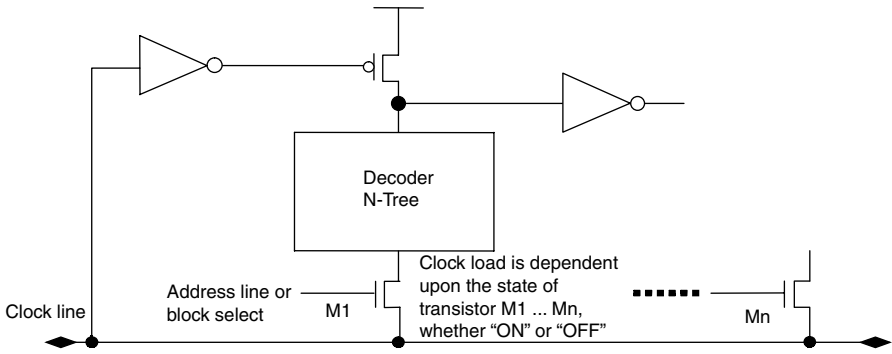 Decoder
N-Tree
Clock load is dependent
upon the state of
transistor M1 ... Mn,
whether “ON” or “OFF”
Address line or
block select
M1
Mn
Clock line